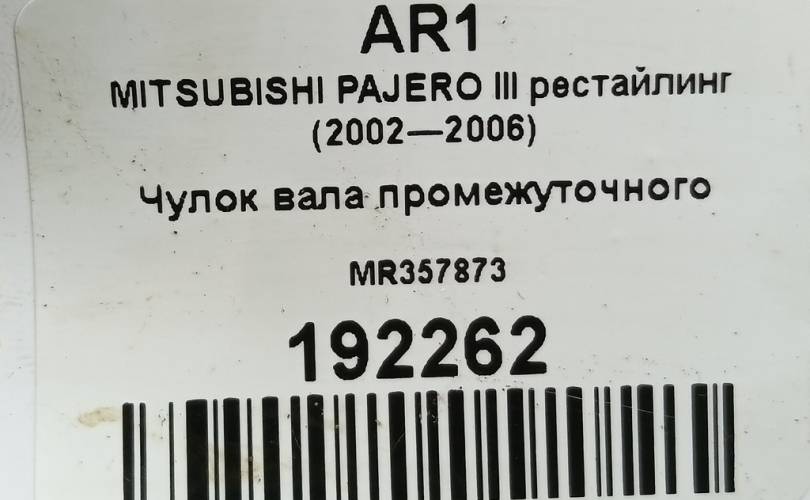 AR1
MITSUBISHI PAJERO III рестайлинг
(2002—2006)
Чулок вала промежуточного
MR357873
192262